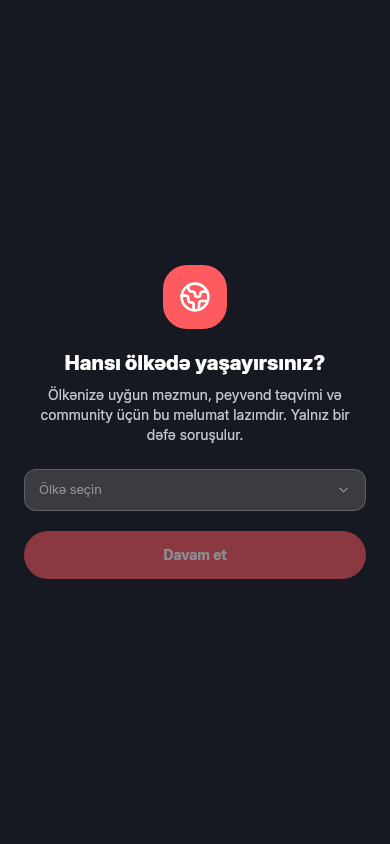 Hansı ölkədə yaşayırsınız?
Ölkənizə uyğun məzmun, peyvənd təqvimi və
community üçün bu məlumat lazımdır. Yalnız bir
dəfə soruşulur.
Ölkə seçin
Davam et